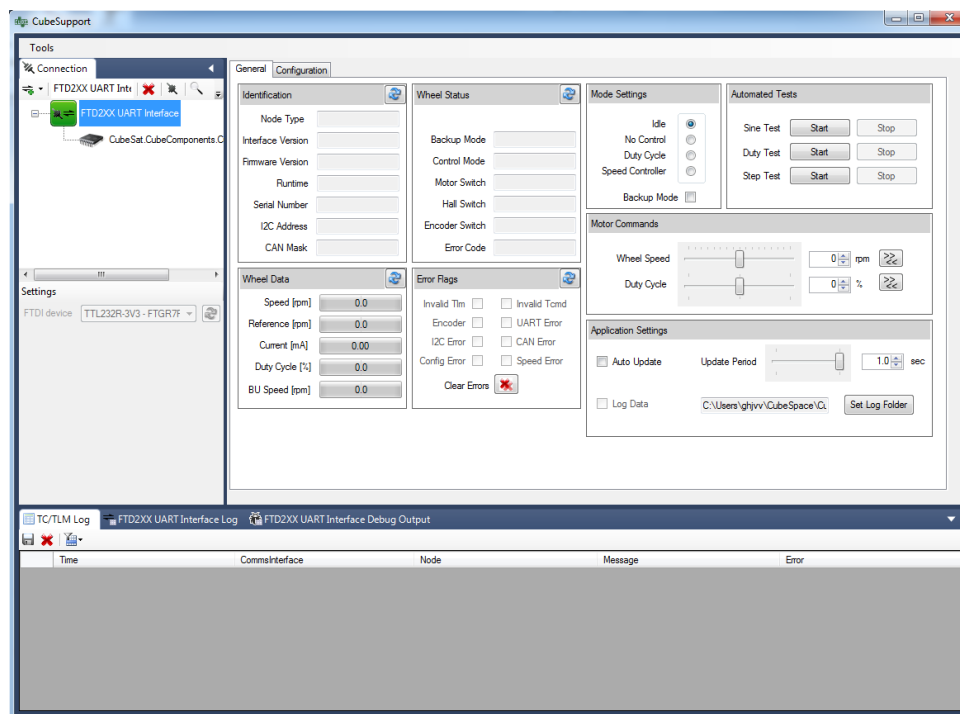 CubeSupport
Tools
Connection
FTD2XX UART Inte
FTD2XX UART Interface
CubeSat.CubeComponents.C
Settings
FTDI device TTL232R-3V3 - FTGR7F
General Configuration
Identification
Node Type
Interface Version
Firmware Version
Runtime
Serial Number
I2C Address
CAN Mask
Wheel Status
Backup Mode
Control Mode
Motor Switch
Hall Switch
Encoder Switch
Error Code
Wheel Data
Speed [rpm] 0.0
Reference [rpm] 0.0
Current [mA] 0.00
Duty Cycle [%] 0.0
BU Speed [rpm] 0.0
Error Flags
Invalid Tlm Invalid Tcmd
Encoder UART Error
I2C Error CAN Error
Config Error Speed Error
Clear Errors
Mode Settings
Idle
No Control
Duty Cycle
Speed Controller
Backup Mode
Automated Tests
Sine Test Start Stop
Duty Test Start Stop
Step Test Start Stop
Motor Commands
Wheel Speed 0 rpm >> <<
Duty Cycle 0 % >> <<
Application Settings
Auto Update Update Period 1.0 sec
Log Data C:\Users\ghjvv\CubeSpace\Cu Set Log Folder
TC/TLM Log FTD2XX UART Interface Log FTD2XX UART Interface Debug Output
Time CommsInterface Node Message Error